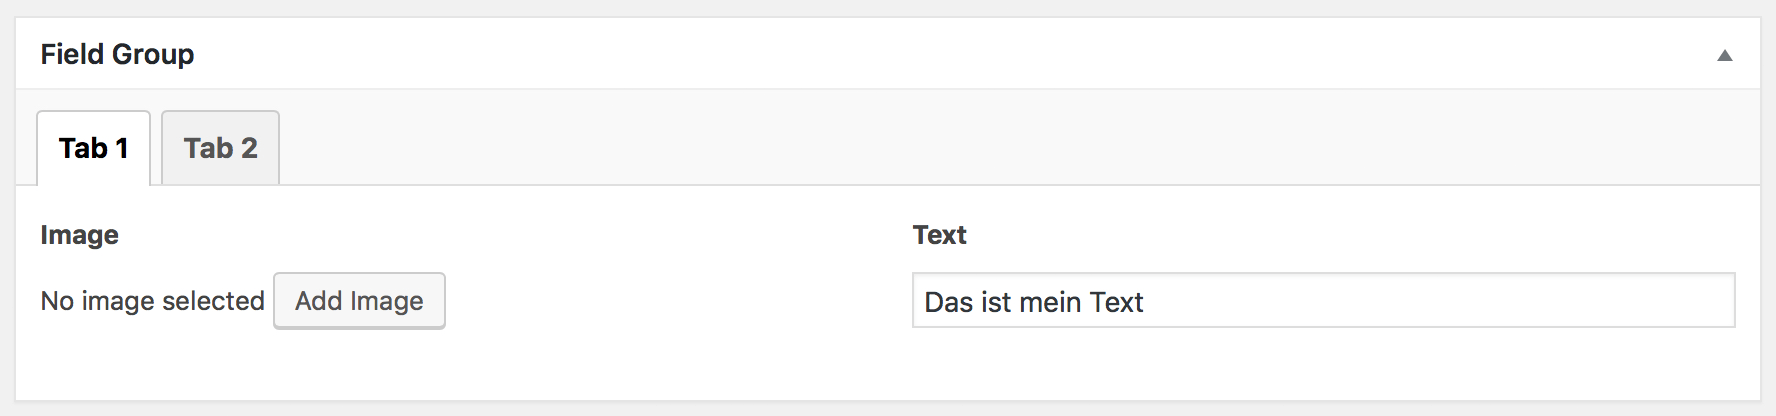 Field Group
Tab 1 Tab 2
Image
No image selected Add Image
Text
Das ist mein Text